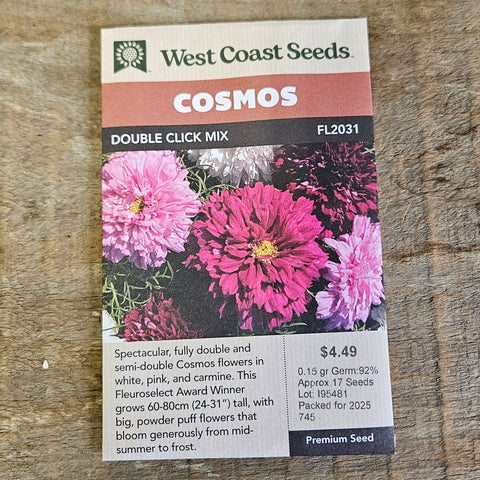 West Coast Seeds™
COSMOS
DOUBLE CLICK MIX FL2031
Spectacular, fully double and
semi-double Cosmos flowers in
white, pink, and carmine. This
Fleuroselect Award Winner
grows 60-80cm (24-31") tall, with
big, powder puff flowers that
bloom generously from mid-
summer to frost.
$4.49
0.15 gr Germ:92%
Approx.17 Seeds
Lot: I95481
Packed for 2025
745
Premium Seed